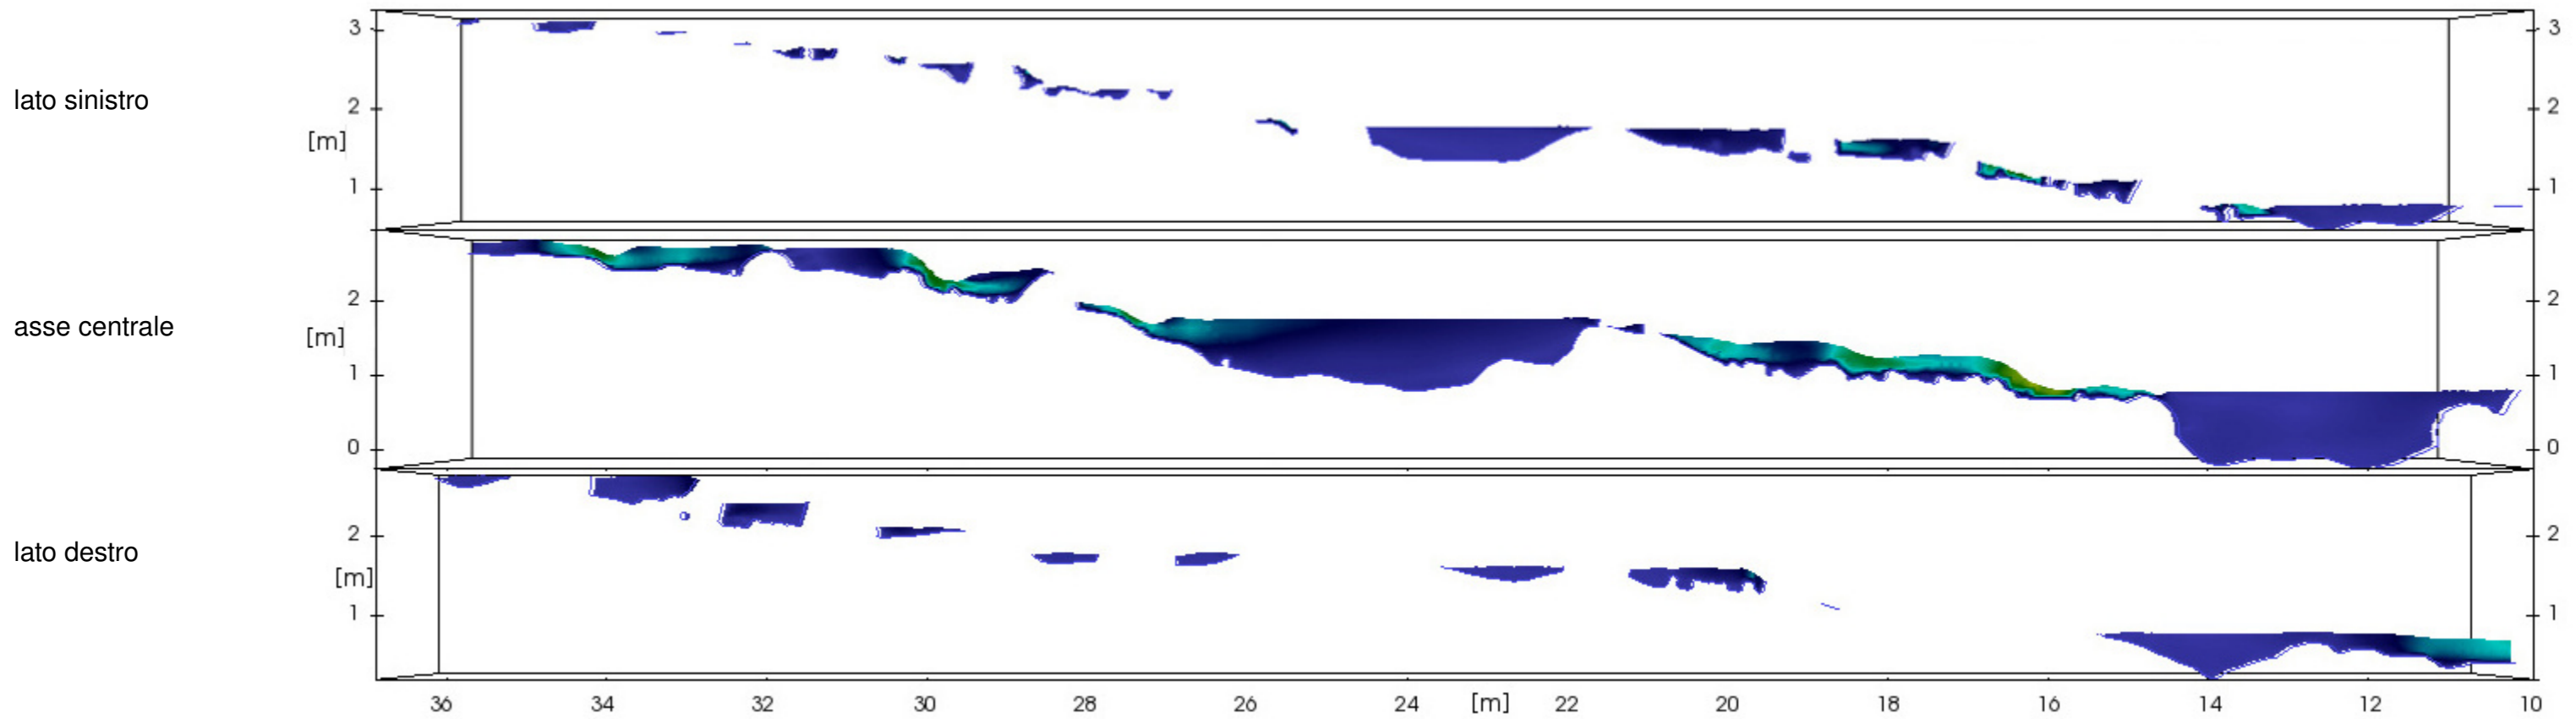 3 3
lato sinistro
2 2
[m]
1 1
2 2
asse centrale
[m]
1 1
0 0
2 2
lato destro
[m]
1 1
36 34 32 30 28 26 24 [m] 22 20 18 16 14 12 10